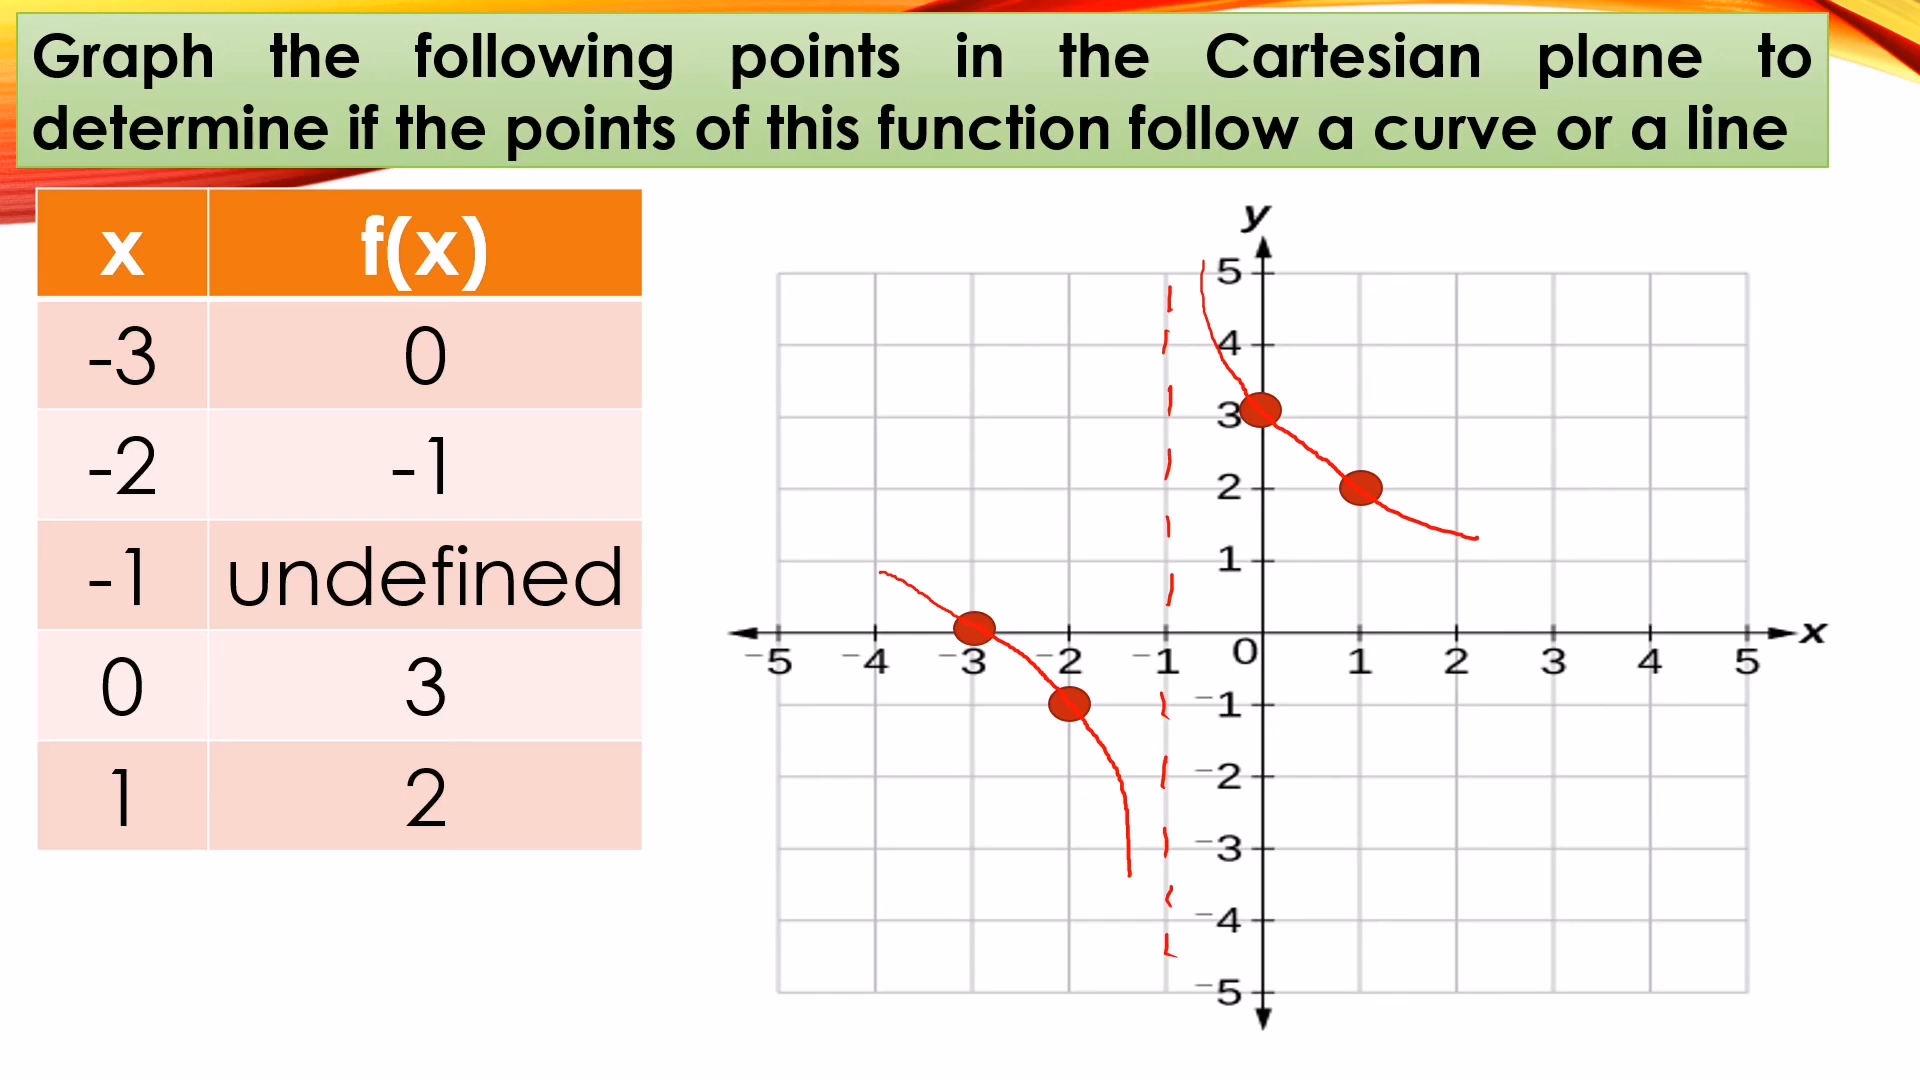 Graph the following points in the Cartesian plane to
determine if the points of this function follow a curve or a line
x f(x)
-3 0
-2 -1
-1 undefined
0 3
1 2
y
5
4
3
2
1
−5 −4 −3 −2 −1 0 1 2 3 4 5 x
−1
−2
−3
−4
−5